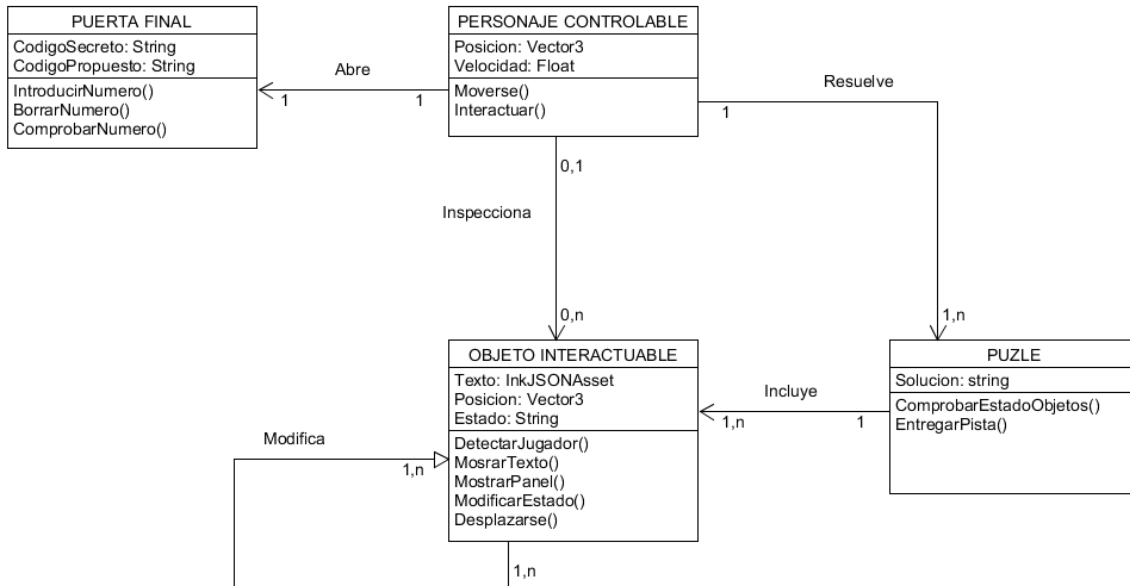 PUERTA FINAL
CodigoSecreto: String
CodigoPropuesto: String
IntroducirNumero()
BorrarNumero()
ComprobarNumero()
Abre
1
1
PERSONAJE CONTROLABLE
Posicion: Vector3
Velocidad: Float
Moverse()
Interactuar()
Resuelve
1
0,1
Inspecciona
0,n
1,n
OBJETO INTERACTUABLE
Texto: InkJSONAsset
Posicion: Vector3
Estado: String
DetectarJugador()
MosrarTexto()
MostrarPanel()
ModificarEstado()
Desplazarse()
Incluye
1,n
1
PUZLE
Solucion: string
ComprobarEstadoObjetos()
EntregarPista()
Modifica
1,n
1,n